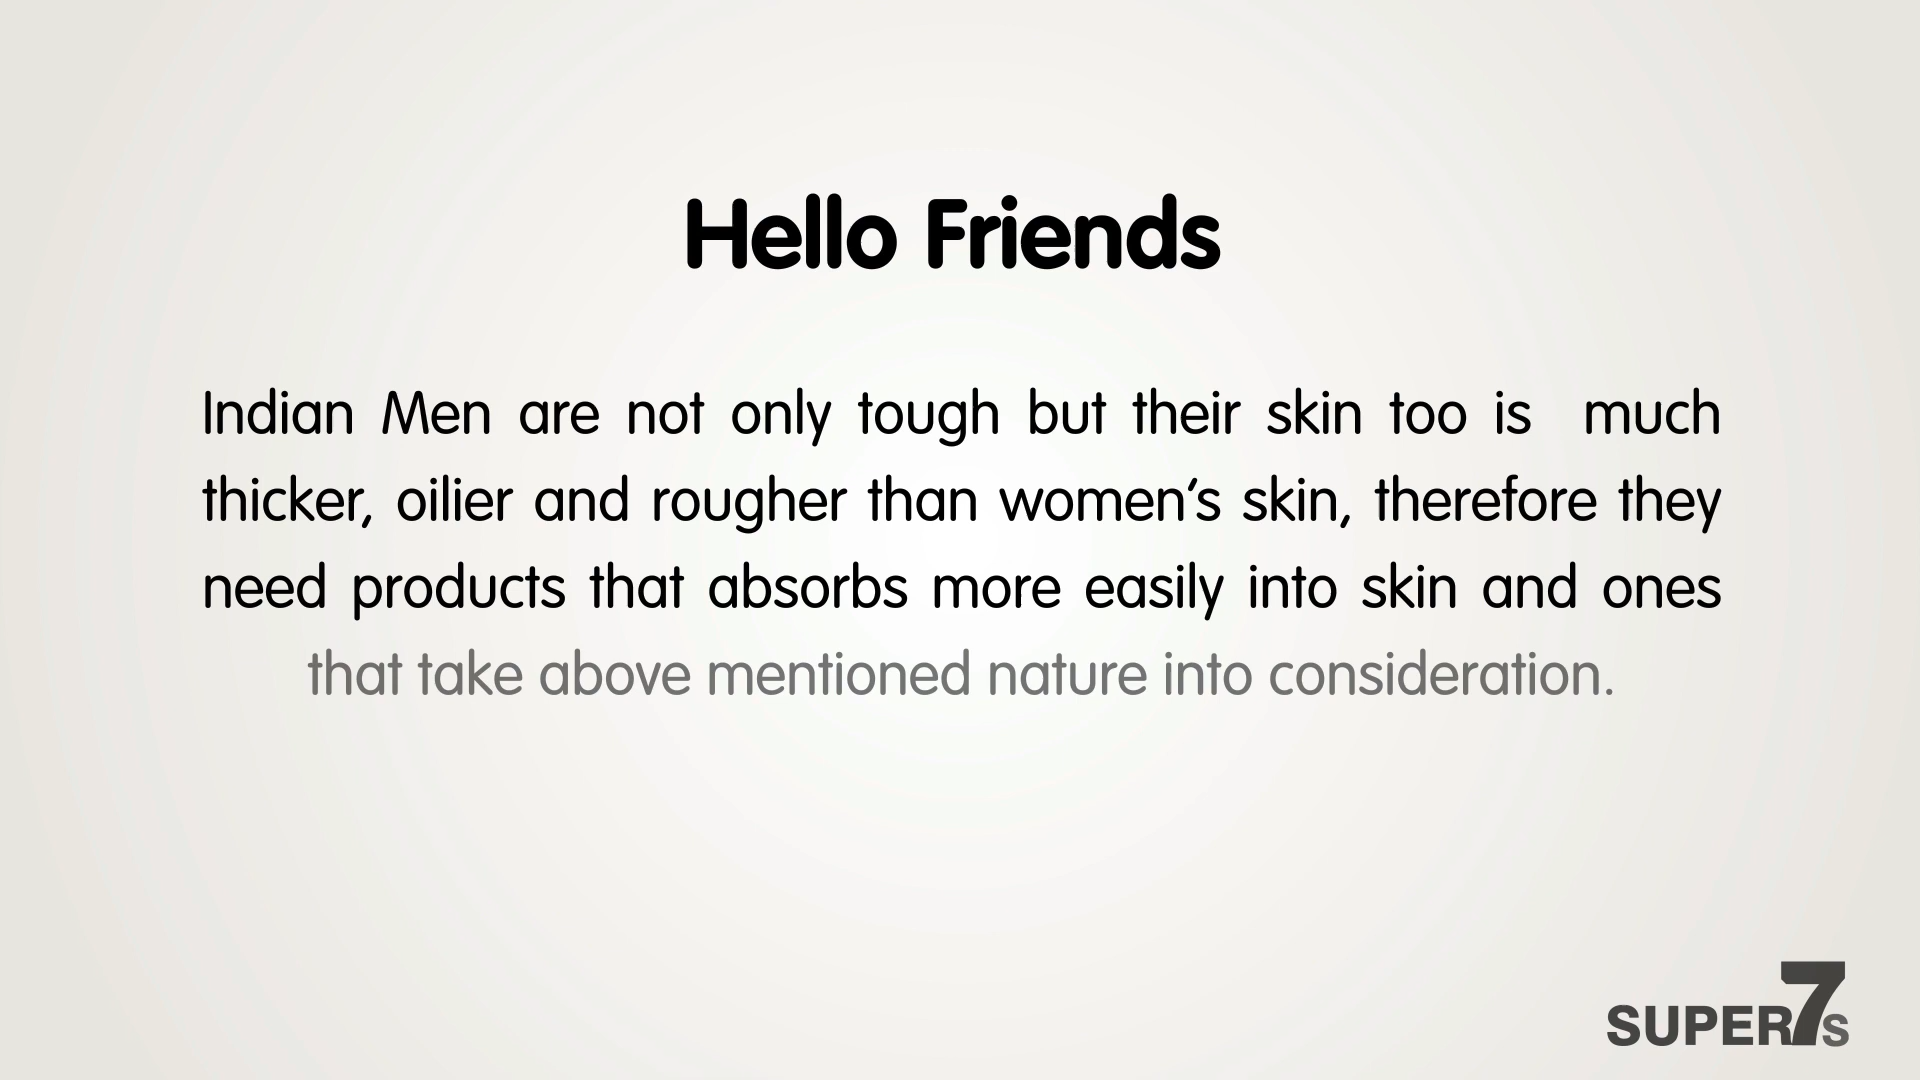 Hello Friends
Indian Men are not only tough but their skin too is much
thicker, oilier and rougher than women’s skin, therefore they
need products that absorbs more easily into skin and ones
that take above mentioned nature into consideration.
SUPER7s